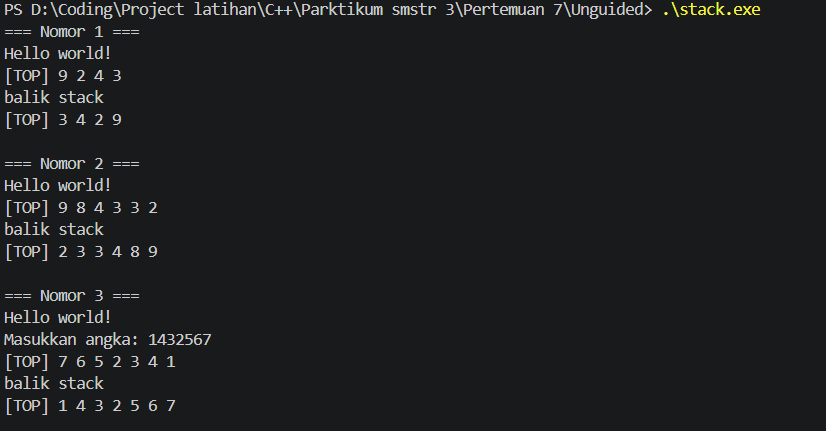 PS D:\Coding\Project latihan\C++\Parktikum smstr 3\Pertemuan 7\Unguided> .\stack.exe
=== Nomor 1 ===
Hello world!
[TOP] 9 2 4 3
balik stack
[TOP] 3 4 2 9
=== Nomor 2 ===
Hello world!
[TOP] 9 8 4 3 3 2
balik stack
[TOP] 2 3 3 4 8 9
=== Nomor 3 ===
Hello world!
Masukkan angka: 1432567
[TOP] 7 6 5 2 3 4 1
balik stack
[TOP] 1 4 3 2 5 6 7